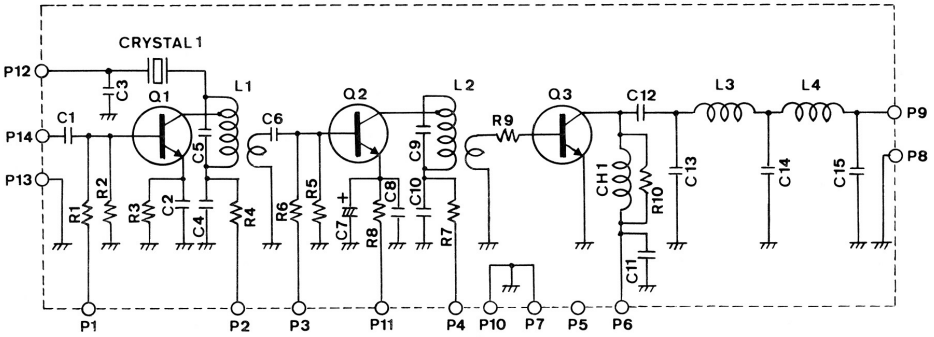 CRYSTAL 1
P12
C3
Q1
L1
Q2
L2
Q3
C12
L3
L4
P9
C1
P14
C6
R9
C5
C9
P8
P13
R1
R2
R3
C2
C4
R4
R6
R5
+
C7
R8
C8
C10
R7
CH1
R10
C13
C14
C15
C11
P1
P2
P3
P11
P4
P10
P7
P5
P6